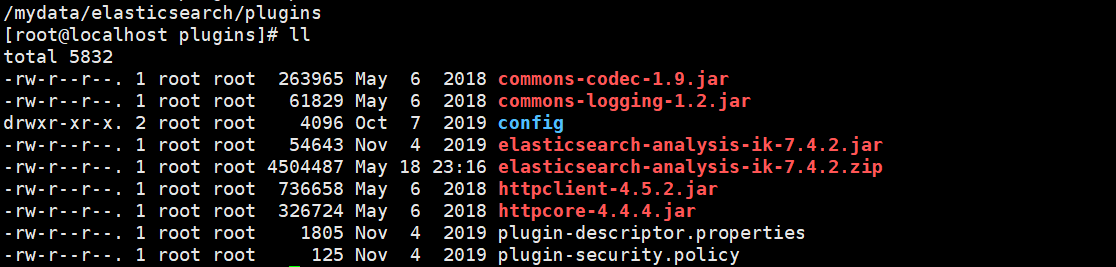 /mydata/elasticsearch/plugins
[root@localhost plugins]# ll
total 5832
-rw-r--r--. 1 root root  263965 May  6  2018 commons-codec-1.9.jar
-rw-r--r--. 1 root root   61829 May  6  2018 commons-logging-1.2.jar
drwxr-xr-x. 2 root root    4096 Oct  7  2019 config
-rw-r--r--. 1 root root   54643 Nov  4  2019 elasticsearch-analysis-ik-7.4.2.jar
-rw-r--r--. 1 root root 4504487 May 18 23:16 elasticsearch-analysis-ik-7.4.2.zip
-rw-r--r--. 1 root root  736658 May  6  2018 httpclient-4.5.2.jar
-rw-r--r--. 1 root root  326724 May  6  2018 httpcore-4.4.4.jar
-rw-r--r--. 1 root root    1805 Nov  4  2019 plugin-descriptor.properties
-rw-r--r--. 1 root root     125 Nov  4  2019 plugin-security.policy